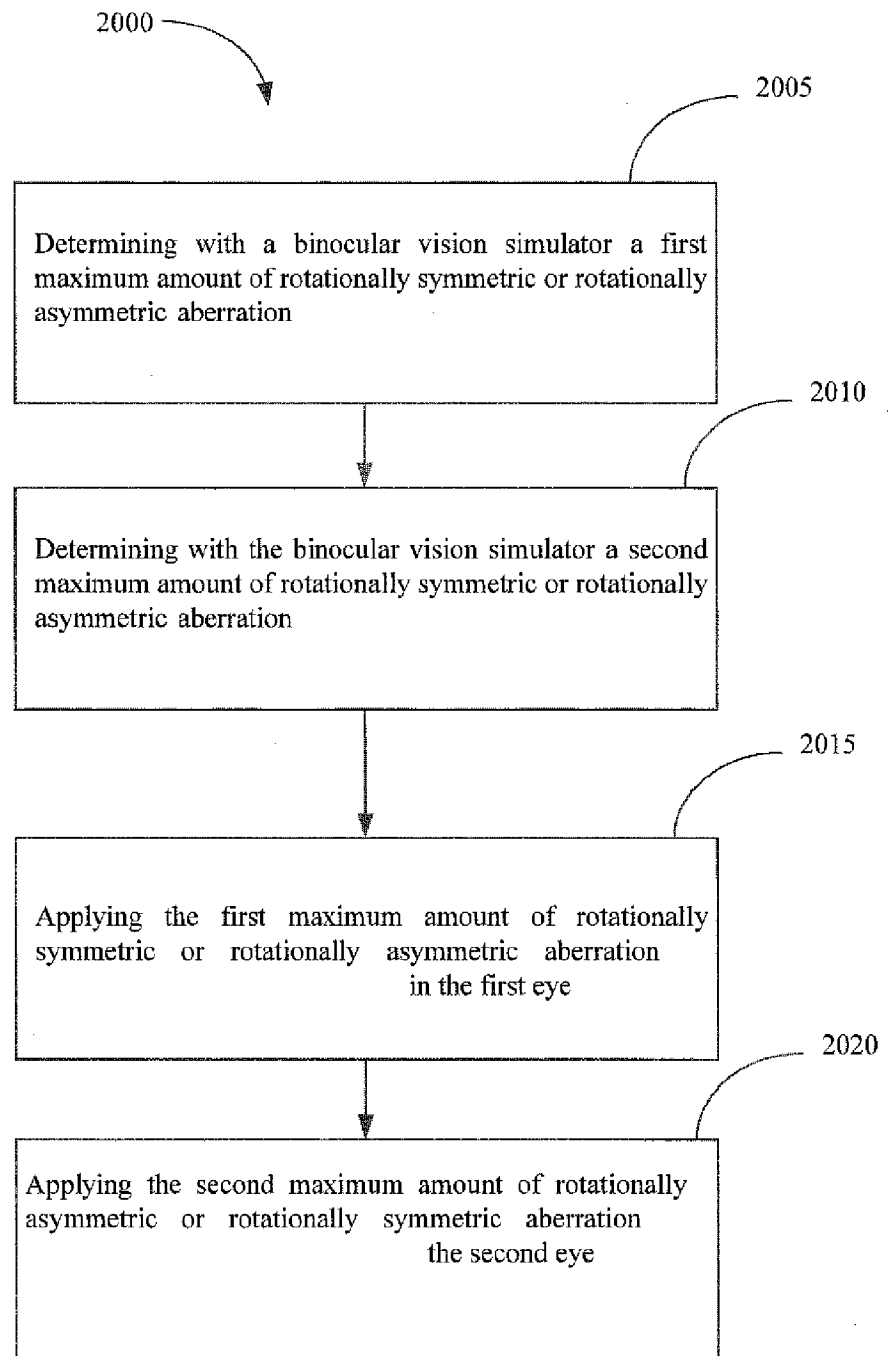 2000
2005
Determining with a binocular vision simulator a first
maximum amount of rotationally symmetric or rotationally
asymmetric aberration
2010
Determining with the binocular vision simulator a second
maximum amount of rotationally symmetric or rotationally
asymmetric aberration
2015
Applying the first maximum amount of rotationally
symmetric or rotationally asymmetric aberration
in the first eye
2020
Applying the second maximum amount of rotationally
asymmetric or rotationally symmetric aberration
the second eye